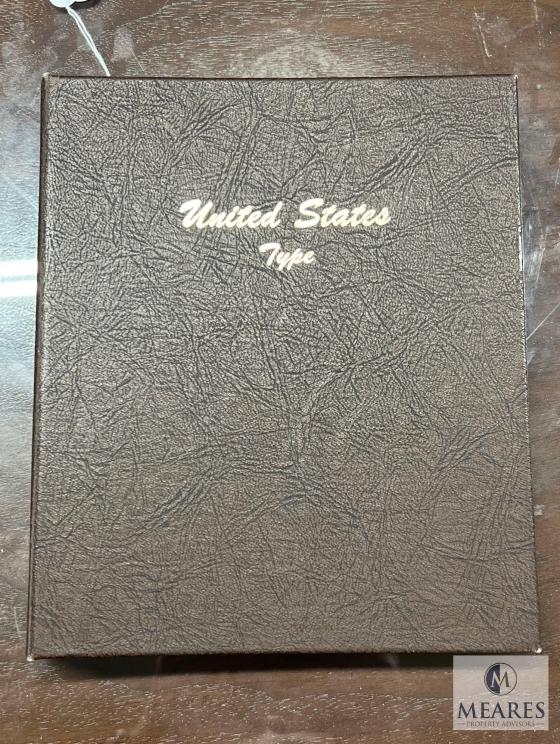 United States
Type
M
MEARES
PROPERTY ADVISORS